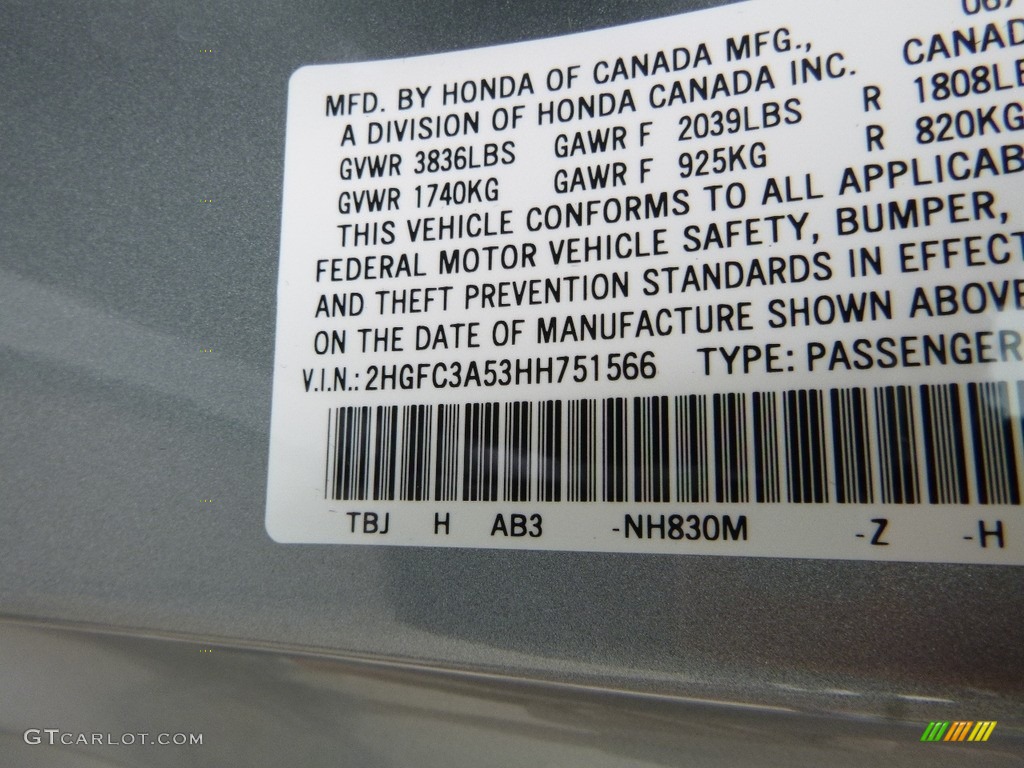 MFD. BY HONDA OF CANADA MFG.,
A DIVISION OF HONDA CANADA INC. CANAD
GVWR 3836LBS GAWR F 2039LBS R 1808LB
GVWR 1740KG GAWR F 925KG R 820KG
THIS VEHICLE CONFORMS TO ALL APPLICAB
FEDERAL MOTOR VEHICLE SAFETY, BUMPER,
AND THEFT PREVENTION STANDARDS IN EFFECT
ON THE DATE OF MANUFACTURE SHOWN ABOVE
V.I.N.: 2HGFC3A53HH751566 TYPE: PASSENGER
TBJ H AB3 -NH830M -Z -H
GTCARLOT.COM